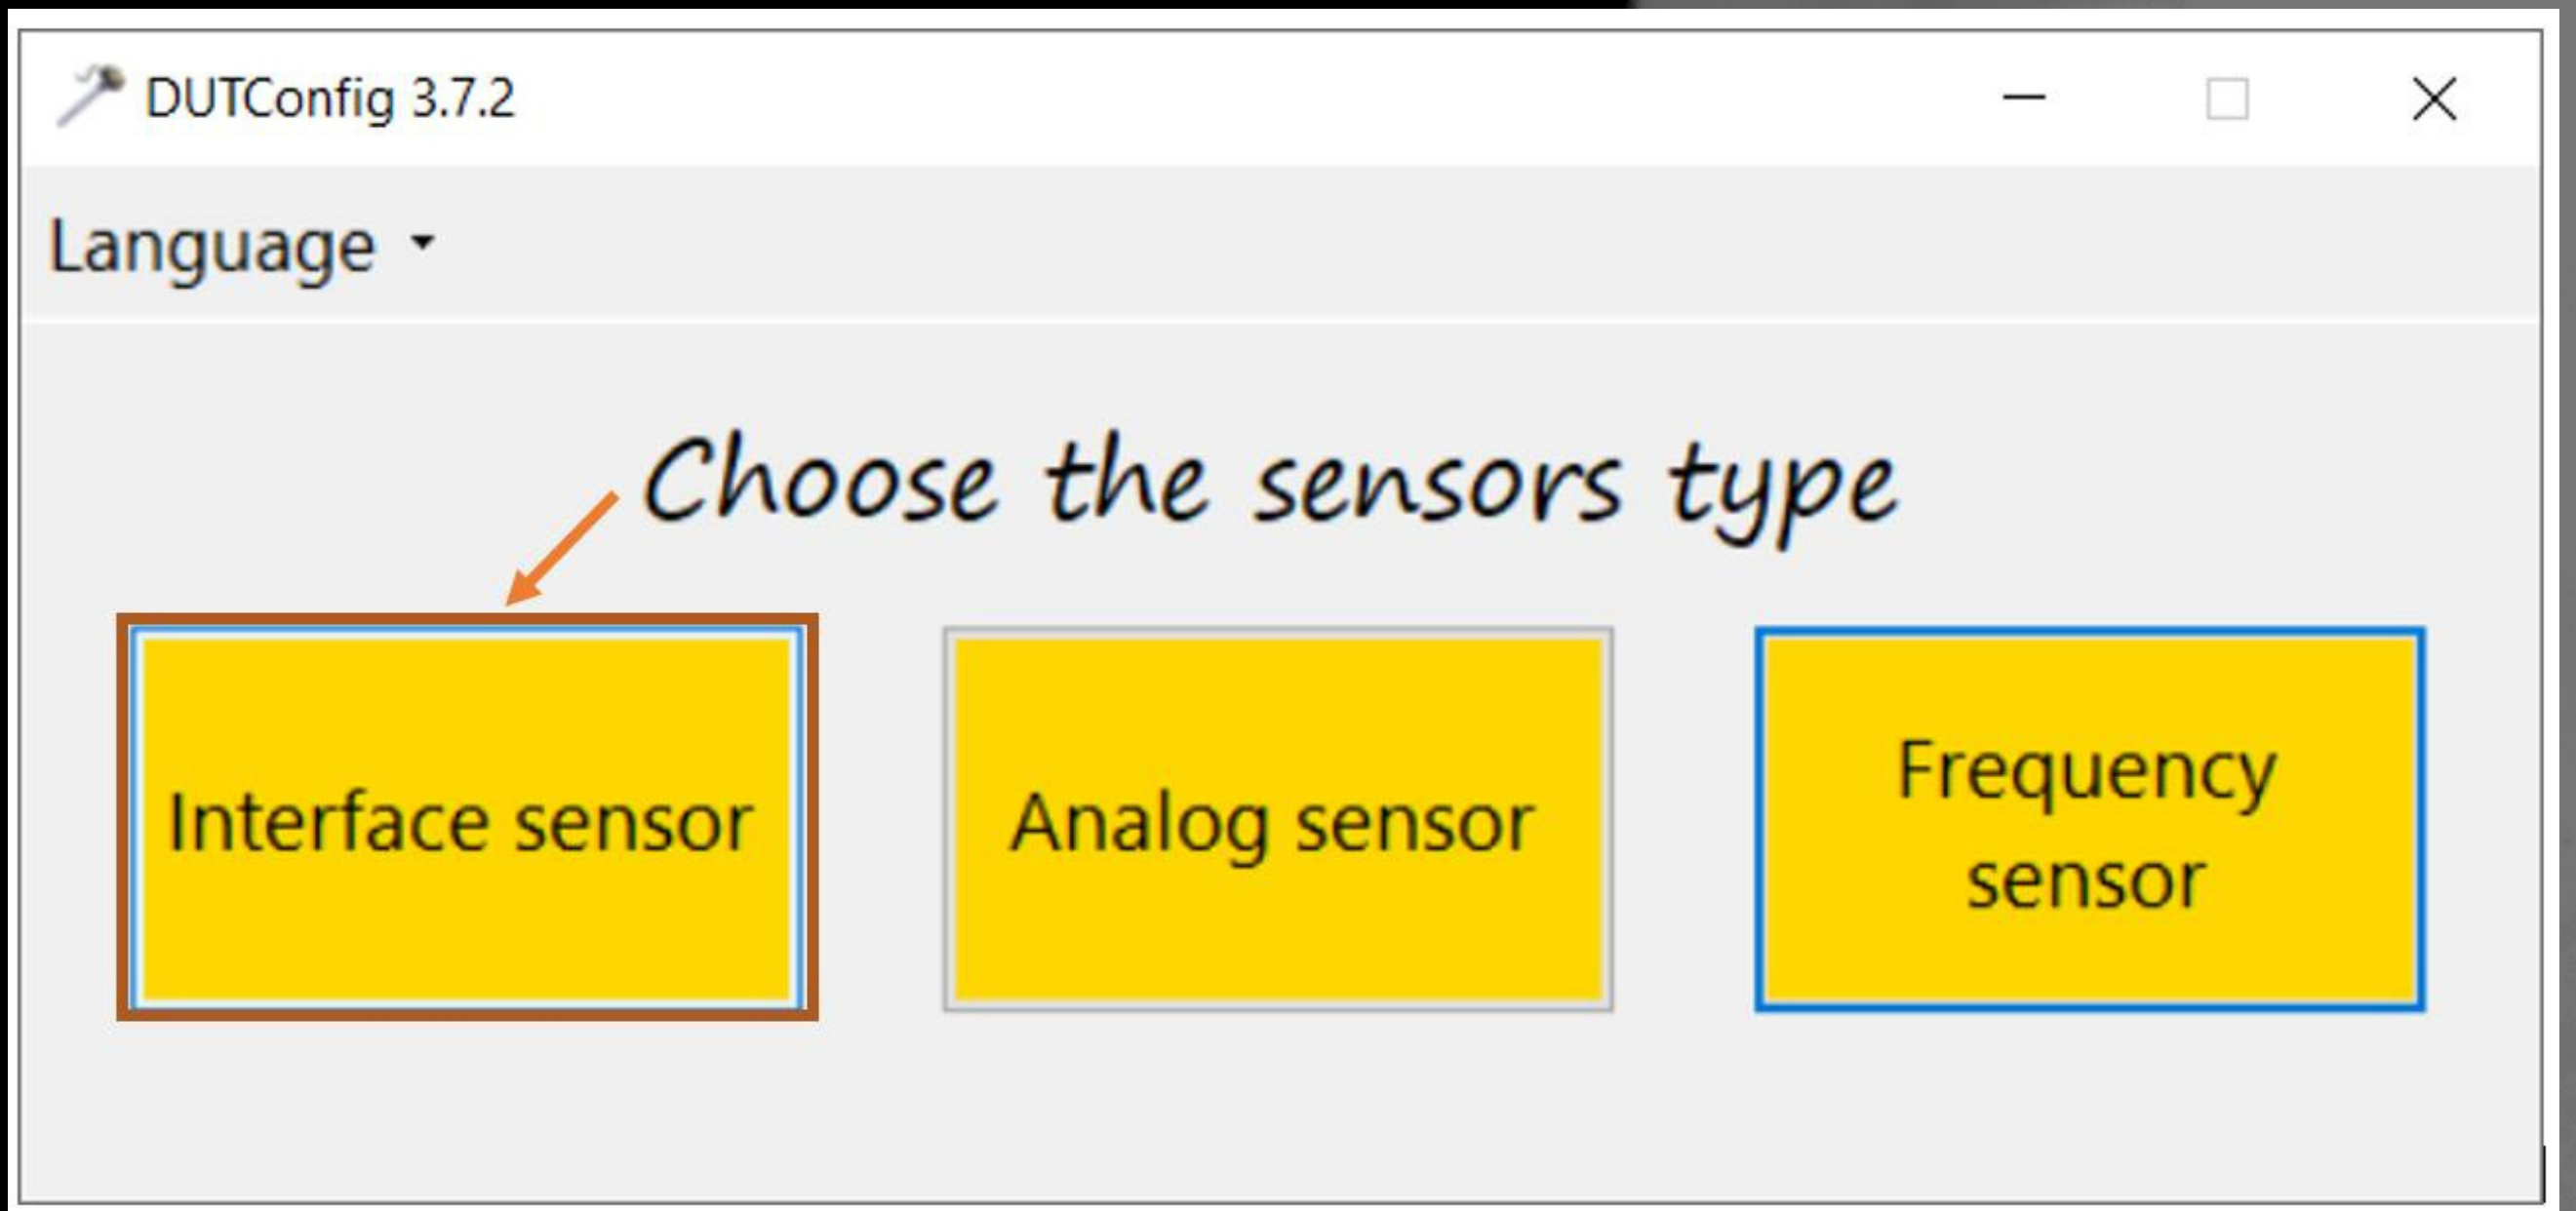 DUTConfig 3.7.2
Language
Choose the sensors type
Interface sensor
Analog sensor
Frequency
sensor